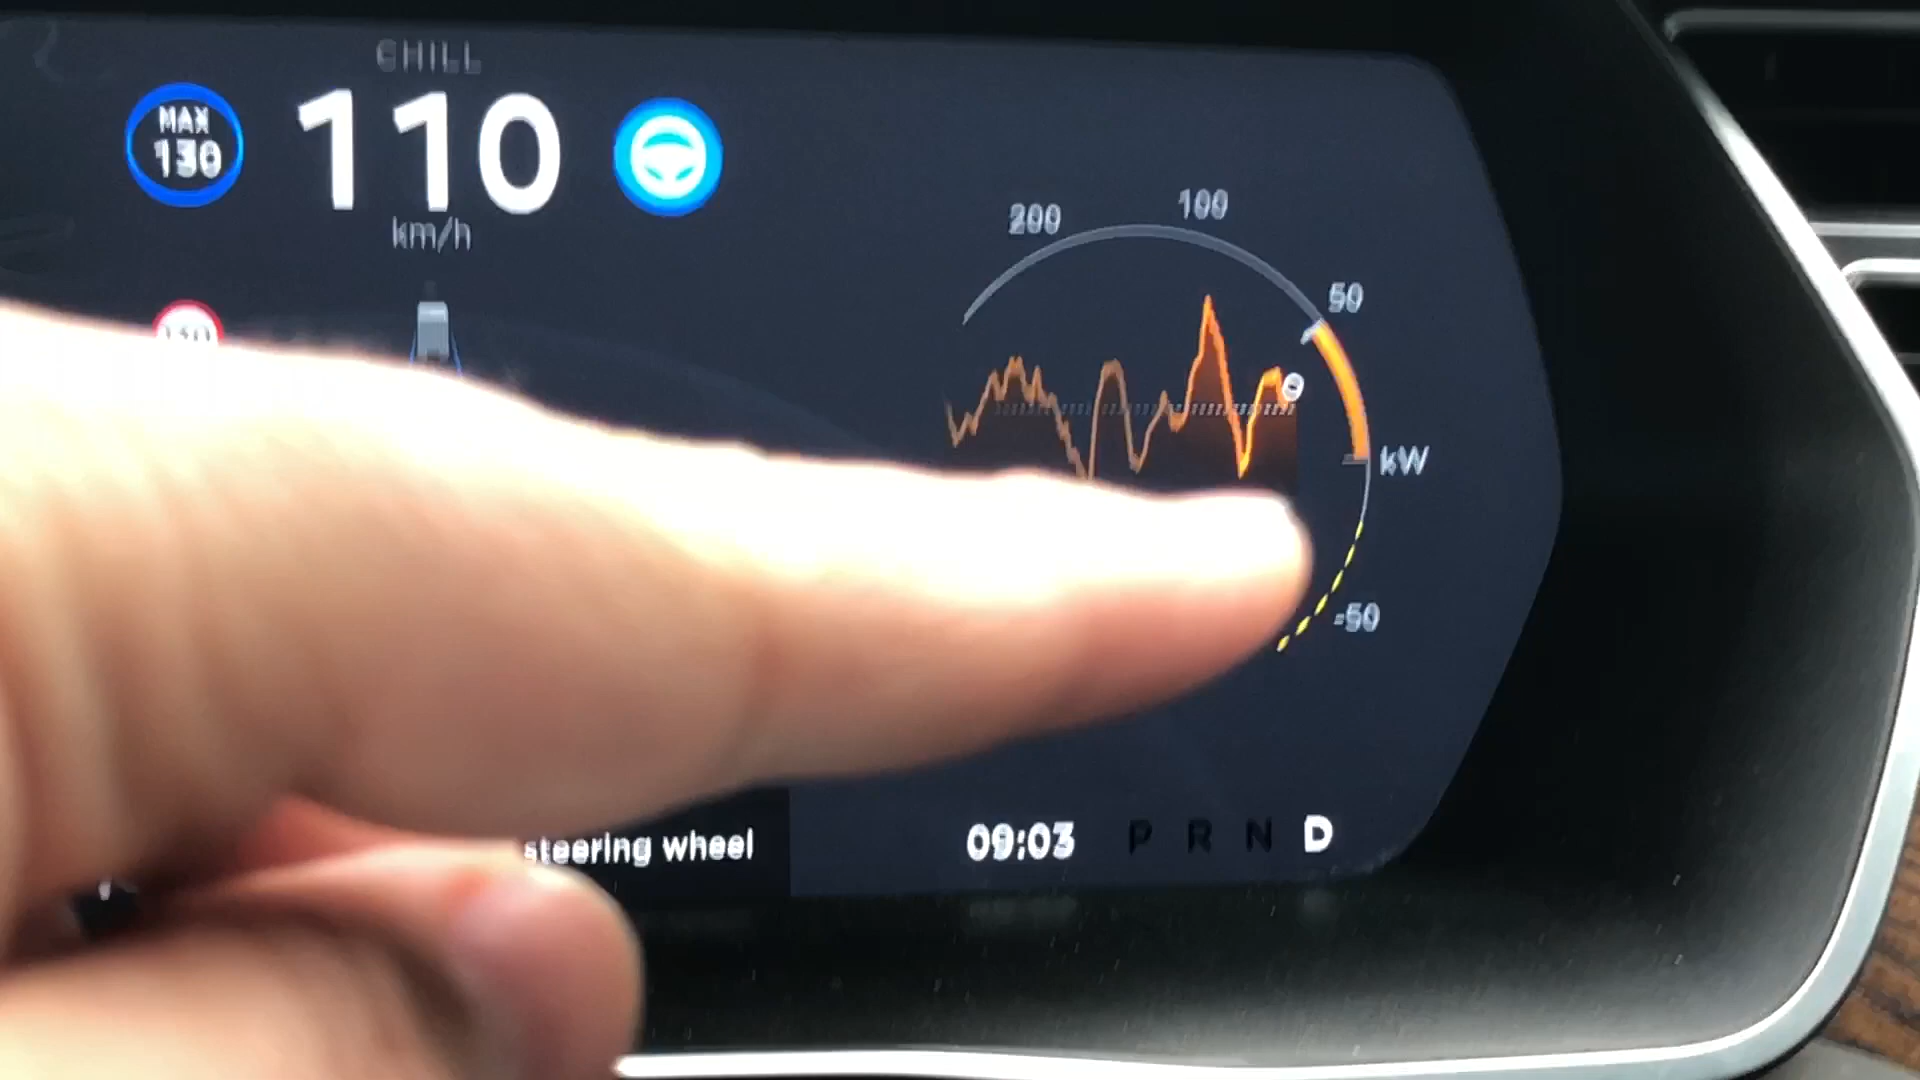 CHILL
MAX
130
110
km/h
200
100
50
kW
-50
steering wheel
09:03
P R N D